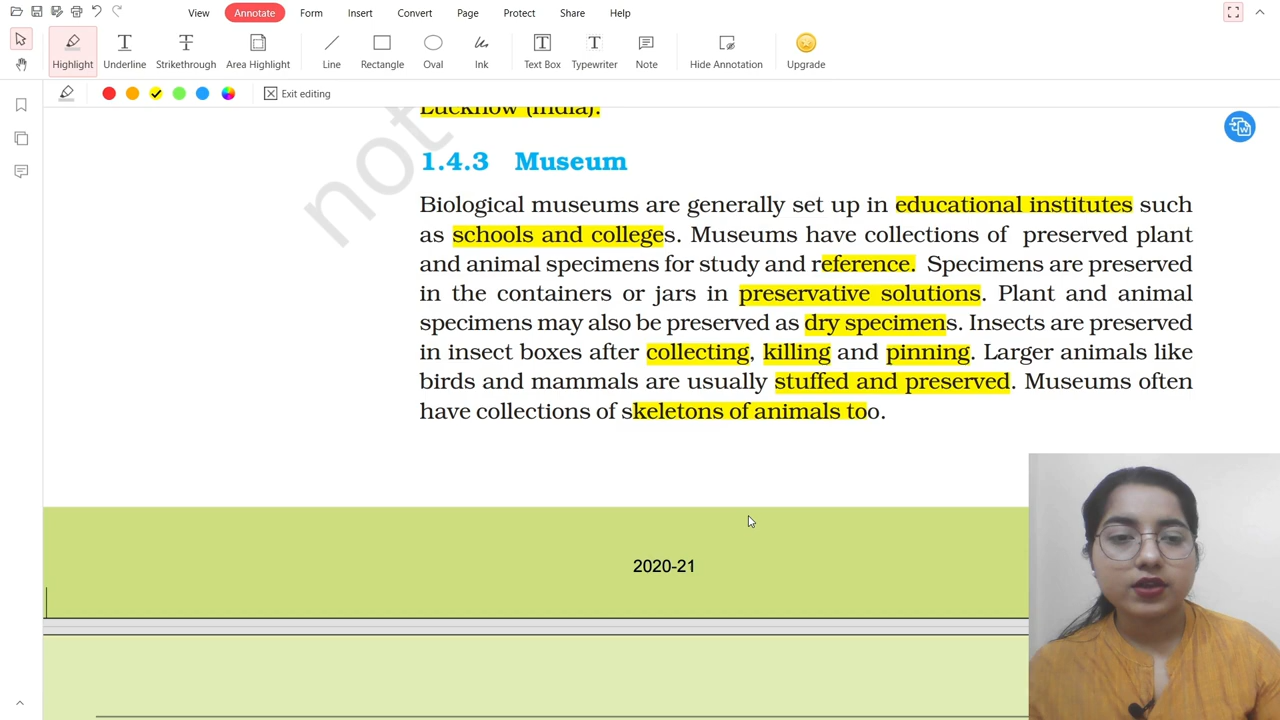 View Annotate Form Insert Convert Page Protect Share Help
Highlight Underline Strikethrough Area Highlight Line Rectangle Oval Ink Text Box Typewriter Note Hide Annotation Upgrade
Exit editing
Lucknow (India).
not
1.4.3 Museum
Biological museums are generally set up in educational institutes such
as schools and colleges. Museums have collections of preserved plant
and animal specimens for study and reference. Specimens are preserved
in the containers or jars in preservative solutions. Plant and animal
specimens may also be preserved as dry specimens. Insects are preserved
in insect boxes after collecting, killing and pinning. Larger animals like
birds and mammals are usually stuffed and preserved. Museums often
have collections of skeletons of animals too.
2020-21